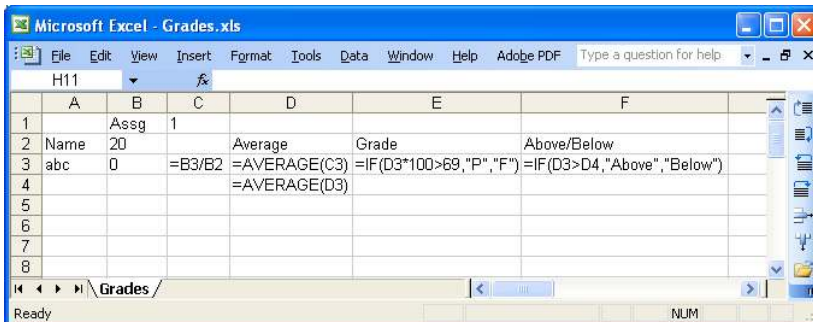 Microsoft Excel - Grades.xls
File Edit View Insert Format Tools Data Window Help Adobe PDF Type a question for help
H11 fx
A B C D E F
1 Assg 1
2 Name 20 Average Grade Above/Below
3 abc 0 =B3/B2 =AVERAGE(C3) =IF(D3*100>69,"P","F") =IF(D3>D4,"Above","Below")
4 =AVERAGE(D3)
5
6
7
8
Grades
Ready NUM